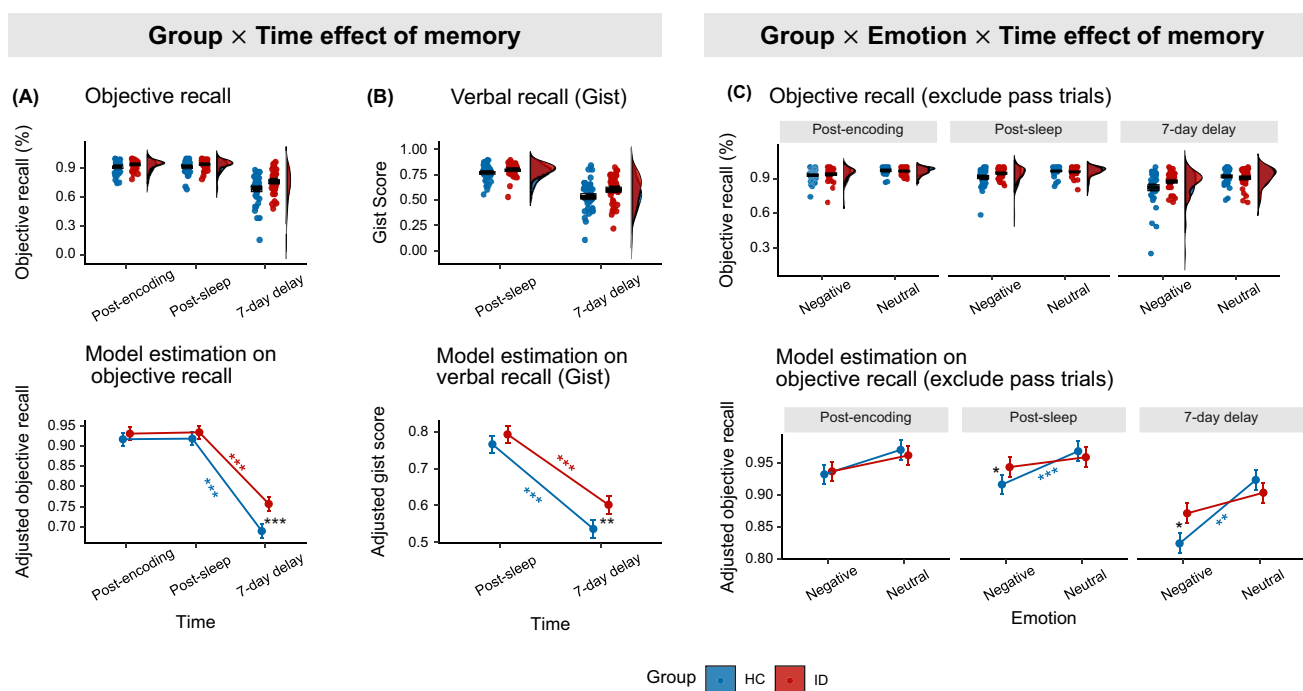 Group × Time effect of memory
Group × Emotion × Time effect of memory
(A) Objective recall
Objective recall (%)
0.9
0.6
0.3
0.0
Post-encoding
Post-sleep
7-day delay
Model estimation on
objective recall
Adjusted objective recall
0.95
0.90
0.85
0.80
0.75
0.70
***
***
***
Post-encoding
Post-sleep
7-day delay
Time
(B) Verbal recall (Gist)
Gist Score
1.00
0.75
0.50
0.25
0.00
Post-sleep
7-day delay
Model estimation on
verbal recall (Gist)
Adjusted gist score
0.8
0.7
0.6
0.5
***
***
**
Post-sleep
7-day delay
Time
(C) Objective recall (exclude pass trials)
Post-encoding
Post-sleep
7-day delay
Objective recall (%)
0.9
0.6
0.3
Negative
Neutral
Negative
Neutral
Negative
Neutral
Model estimation on
objective recall (exclude pass trials)
Post-encoding
Post-sleep
7-day delay
Adjusted objective recall
0.95
0.90
0.85
0.80
*
***
*
**
Negative
Neutral
Negative
Neutral
Negative
Neutral
Emotion
Group HC ID